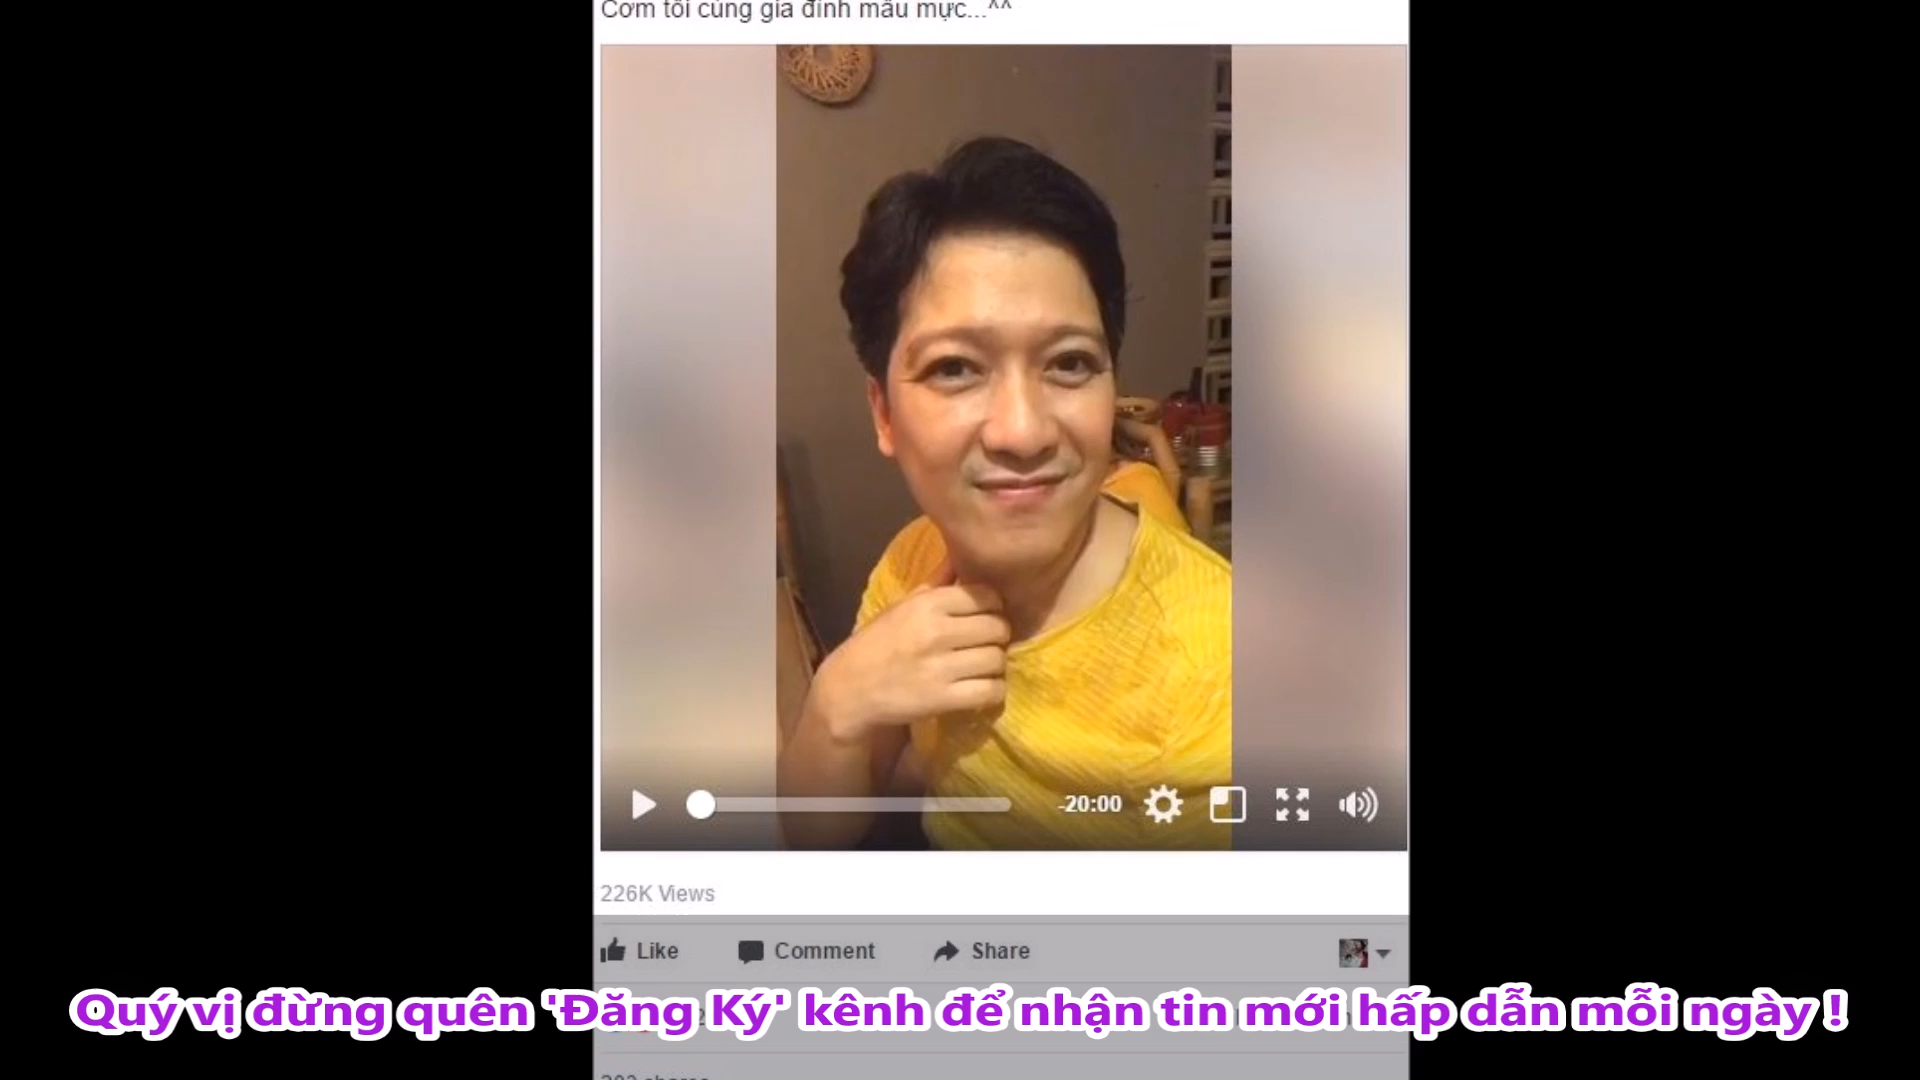 Cơm tối cùng gia đình mẫu mực...^^
-20:00
226K Views
Like Comment Share
Quý vị đừng quên 'Đăng Ký' kênh để nhận tin mới hấp dẫn mỗi ngày !